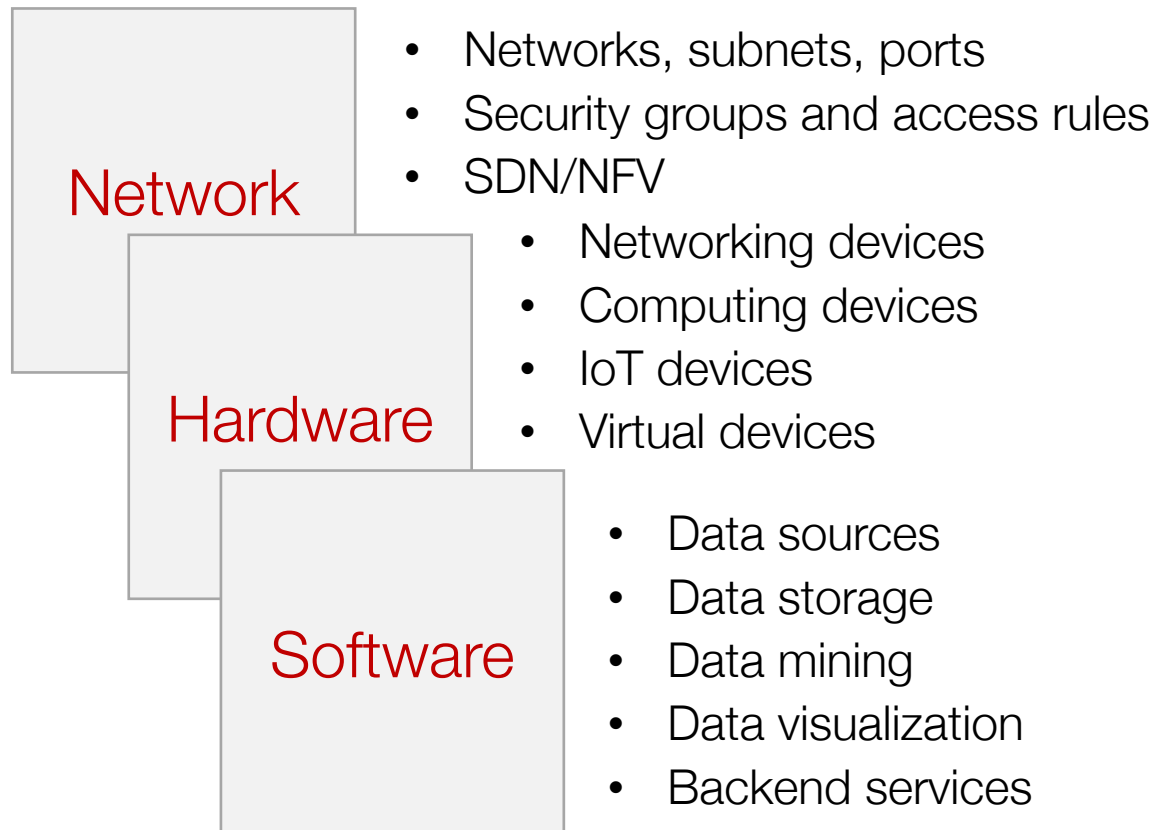 Network
• Networks, subnets, ports
• Security groups and access rules
• SDN/NFV
Hardware
• Networking devices
• Computing devices
• IoT devices
• Virtual devices
Software
• Data sources
• Data storage
• Data mining
• Data visualization
• Backend services